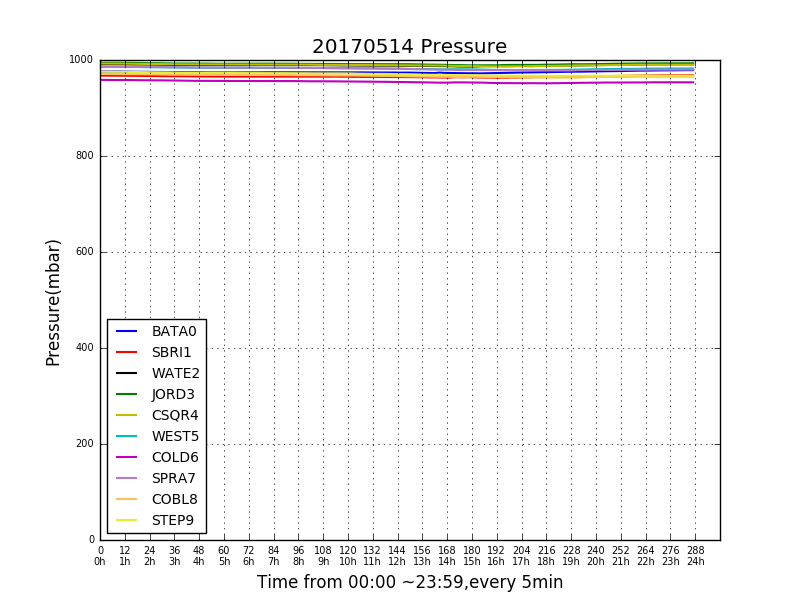 20170514 Pressure
1000
800
600
400
200
0
Pressure(mbar)
BATA0
SBRI1
WATE2
JORD3
CSQR4
WEST5
COLD6
SPRA7
COBL8
STEP9
0 12 24 36 48 60 72 84 96 108 120 132 144 156 168 180 192 204 216 228 240 252 264 276 288
0h 1h 2h 3h 4h 5h 6h 7h 8h 9h 10h 11h 12h 13h 14h 15h 16h 17h 18h 19h 20h 21h 22h 23h 24h
Time from 00:00 ~23:59,every 5min